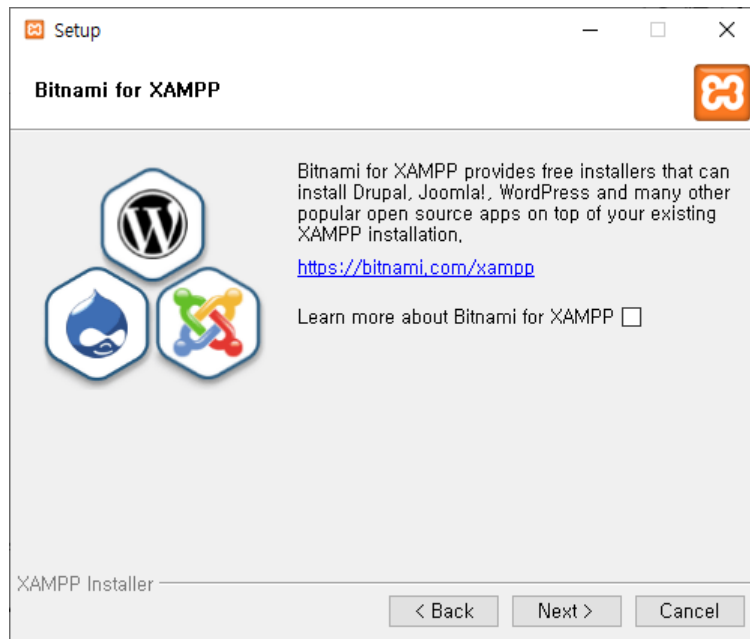 Setup
Bitnami for XAMPP
Bitnami for XAMPP provides free installers that can
install Drupal, Joomla!, WordPress and many other
popular open source apps on top of your existing
XAMPP installation.
https://bitnami.com/xampp
Learn more about Bitnami for XAMPP
XAMPP Installer
< Back
Next >
Cancel